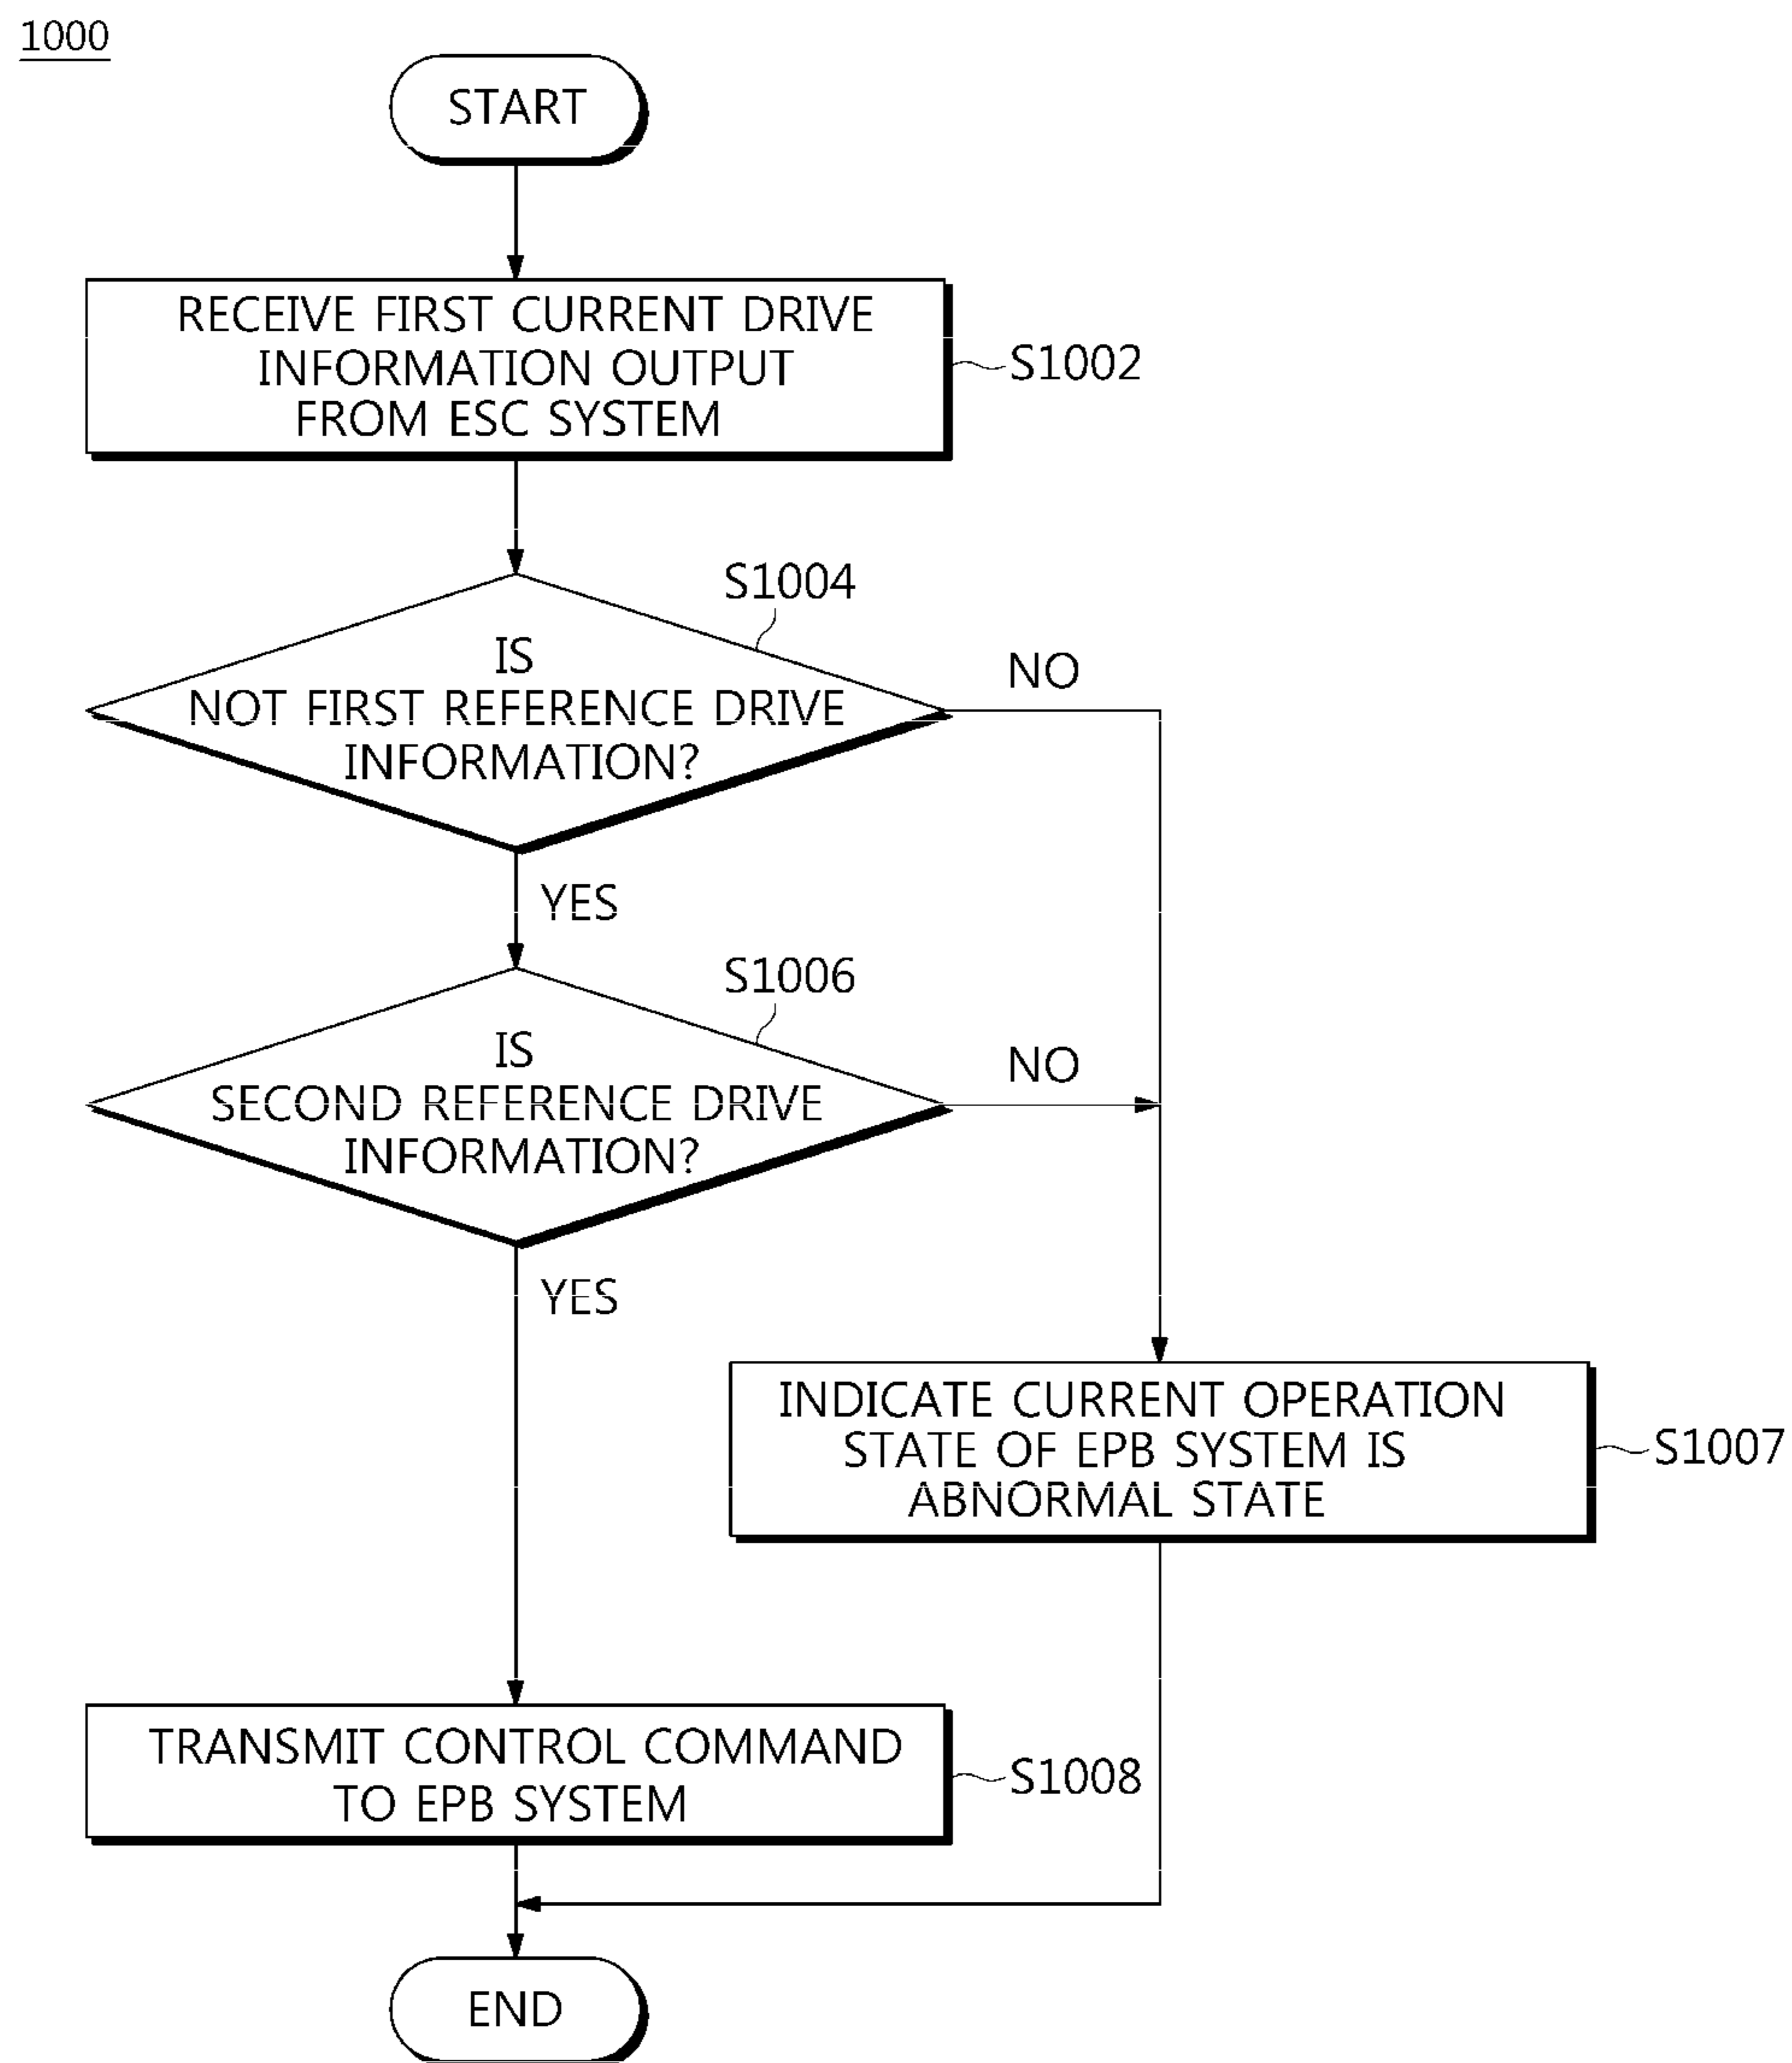 1000
START
RECEIVE FIRST CURRENT DRIVE
INFORMATION OUTPUT
FROM ESC SYSTEM
S1002
S1004
IS
NOT FIRST REFERENCE DRIVE
INFORMATION?
NO
YES
S1006
IS
SECOND REFERENCE DRIVE
INFORMATION?
NO
YES
INDICATE CURRENT OPERATION
STATE OF EPB SYSTEM IS
ABNORMAL STATE
S1007
TRANSMIT CONTROL COMMAND
TO EPB SYSTEM
S1008
END